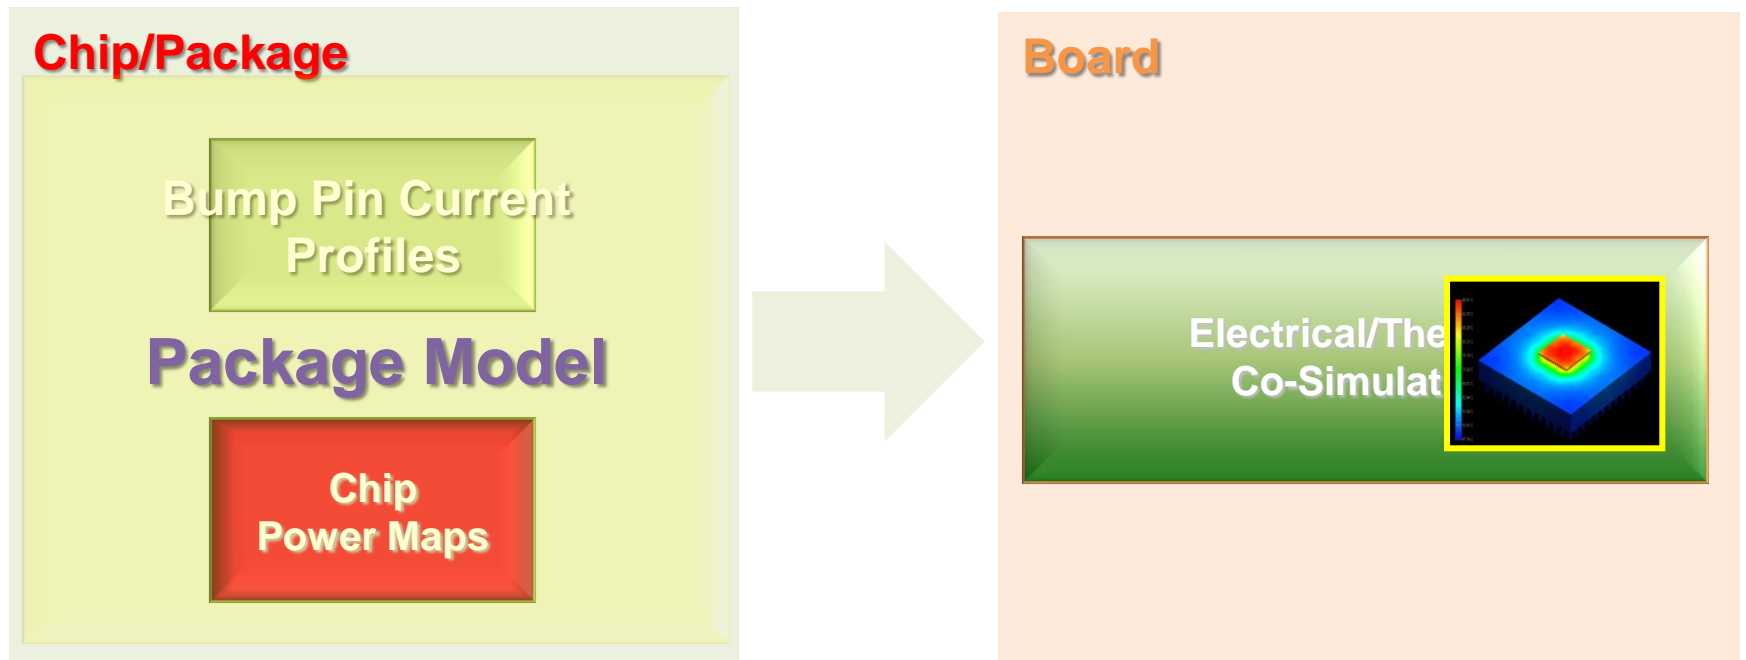 Chip/Package
Bump Pin Current
Profiles
Package Model
Chip
Power Maps
Board
Electrical/The
Co-Simulat